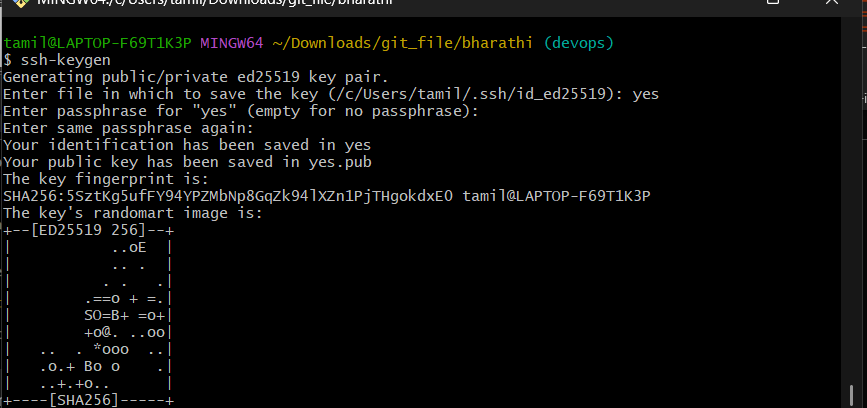 MINGW64:/c/Users/tamil/Downloads/git_file/bharathi
tamil@LAPTOP-F69T1K3P MINGW64 ~/Downloads/git_file/bharathi (devops)
$ ssh-keygen
Generating public/private ed25519 key pair.
Enter file in which to save the key (/c/Users/tamil/.ssh/id_ed25519): yes
Enter passphrase for "yes" (empty for no passphrase):
Enter same passphrase again:
Your identification has been saved in yes
Your public key has been saved in yes.pub
The key fingerprint is:
SHA256:5SztKg5ufFY94YPZMbNp8GqZk94lXZn1PjTHgokdxE0 tamil@LAPTOP-F69T1K3P
The key's randomart image is:
+--[ED25519 256]--+
|           ..oE  |
|           .. .  |
|          . .   .|
|        .==o + =.|
|        SO=B+ =o+|
|        +o@. ..oo|
|   ..  . *ooo  ..|
|   .o.+ Bo o    .|
|   ..+.+o..      |
+----[SHA256]-----+